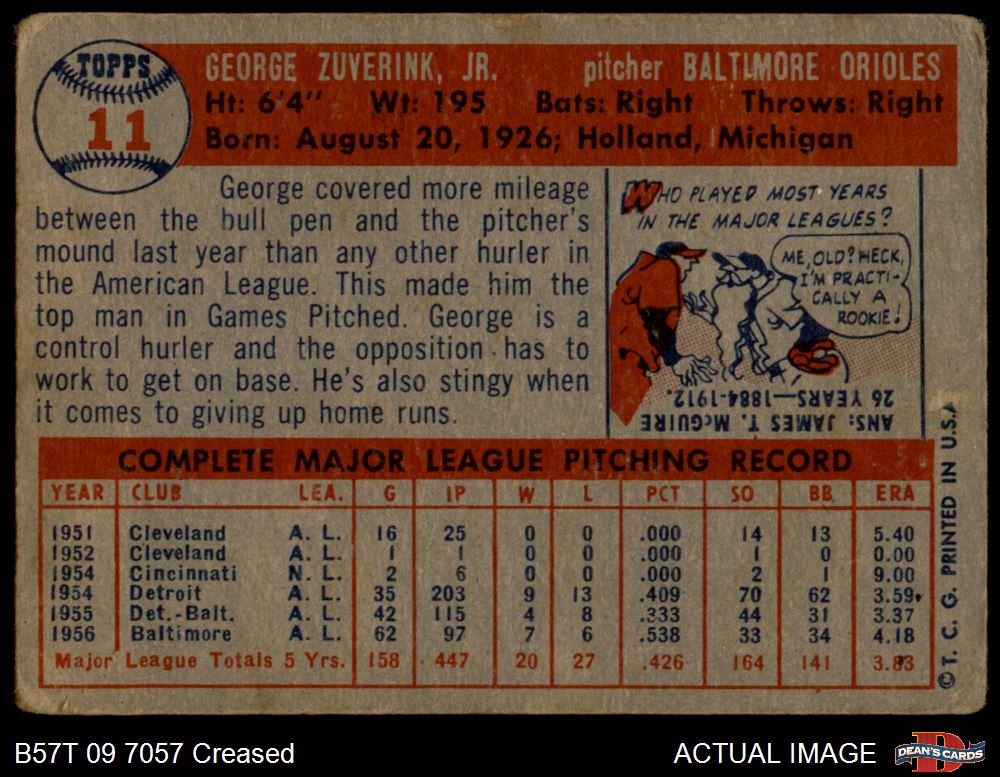 TOPPS
11
GEORGE ZUVERINK, JR. pitcher BALTIMORE ORIOLES
Ht: 6'4" Wt: 195 Bats: Right Throws: Right
Born: August 20, 1926; Holland, Michigan
George covered more mileage
between the bull pen and the pitcher's
mound last year than any other hurler in
the American League. This made him the
top man in Games Pitched. George is a
control hurler and the opposition has to
work to get on base. He's also stingy when
it comes to giving up home runs.
WHO PLAYED MOST YEARS
IN THE MAJOR LEAGUES?
ME, OLD? HECK,
I'M PRACTI-
CALLY A
ROOKIE!
ANS: JAMES T. McGUIRE
26 YEARS—1884-1912.
COMPLETE MAJOR LEAGUE PITCHING RECORD
YEAR CLUB LEA. G IP W L PCT SO BB ERA
1951 Cleveland A. L. 16 25 0 0 .000 14 13 5.40
1952 Cleveland A. L. 1 1 0 0 .000 1 0 0.00
1954 Cincinnati N. L. 2 6 0 0 .000 2 1 9.00
1954 Detroit A. L. 35 203 9 13 .409 70 62 3.59
1955 Det.-Balt. A. L. 42 115 4 8 .333 44 31 3.37
1956 Baltimore A. L. 62 97 7 6 .538 33 34 4.18
Major League Totals 5 Yrs. 158 447 20 27 .426 164 141 3.83
©T. C. G. PRINTED IN U.S.A
B57T 09 7057 Creased
ACTUAL IMAGE
DEAN'S CARDS